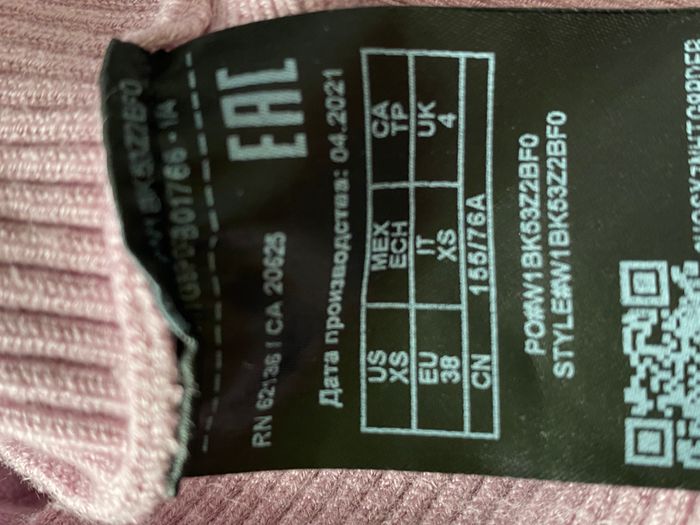 EAC
RN 62136 | CA 20625
Дата производства: 04.2021
US MEX CA
XS ECH TP
EU IT UK
38 XS 4
CN 155/76A
PO#W1BK53Z2BF0
STYLE#W1BK53Z2BF0